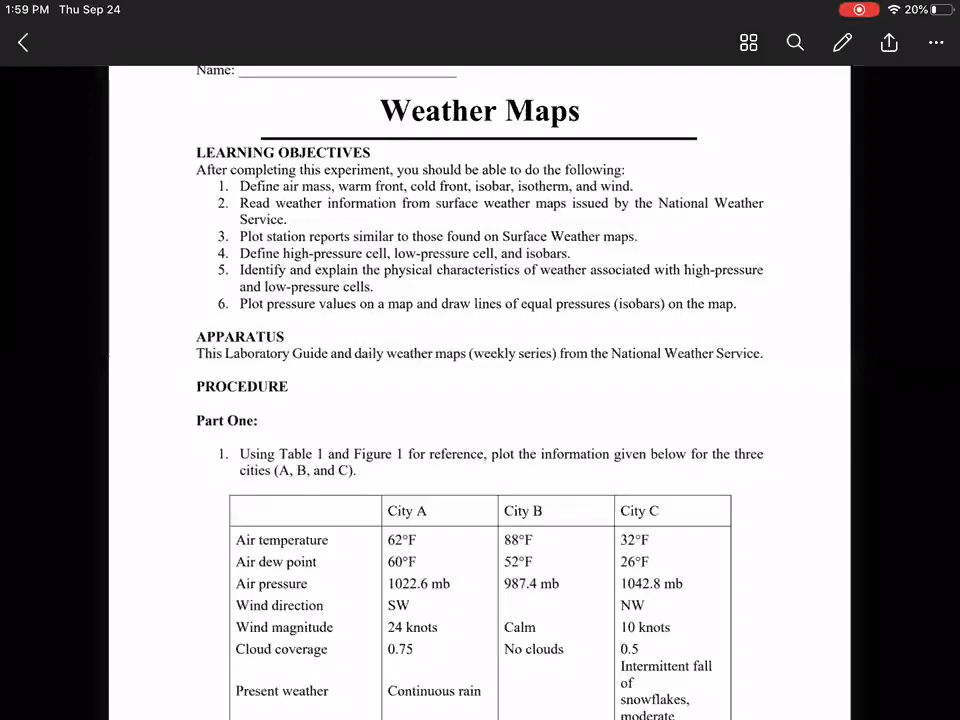 1:59 PM Thu Sep 24
20%
Name: ____________________________
Weather Maps
LEARNING OBJECTIVES
After completing this experiment, you should be able to do the following:
1. Define air mass, warm front, cold front, isobar, isotherm, and wind.
2. Read weather information from surface weather maps issued by the National Weather
Service.
3. Plot station reports similar to those found on Surface Weather maps.
4. Define high-pressure cell, low-pressure cell, and isobars.
5. Identify and explain the physical characteristics of weather associated with high-pressure
and low-pressure cells.
6. Plot pressure values on a map and draw lines of equal pressures (isobars) on the map.
APPARATUS
This Laboratory Guide and daily weather maps (weekly series) from the National Weather Service.
PROCEDURE
Part One:
1. Using Table 1 and Figure 1 for reference, plot the information given below for the three
cities (A, B, and C).
City A City B City C
Air temperature 62°F 88°F 32°F
Air dew point 60°F 52°F 26°F
Air pressure 1022.6 mb 987.4 mb 1042.8 mb
Wind direction SW NW
Wind magnitude 24 knots Calm 10 knots
Cloud coverage 0.75 No clouds 0.5
Intermittent fall
of
Present weather Continuous rain
snowflakes,
moderate